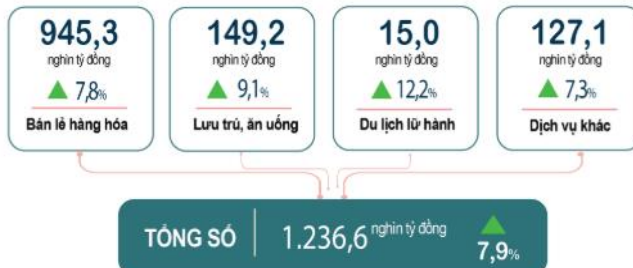 945,3
nghìn tỷ đồng
7,8%
Bán lẻ hàng hóa
149,2
nghìn tỷ đồng
9,1%
Lưu trú, ăn uống
15,0
nghìn tỷ đồng
12,2%
Du lịch lữ hành
127,1
nghìn tỷ đồng
7,3%
Dịch vụ khác
TỔNG SỐ
1.236,6 nghìn tỷ đồng
7,9%